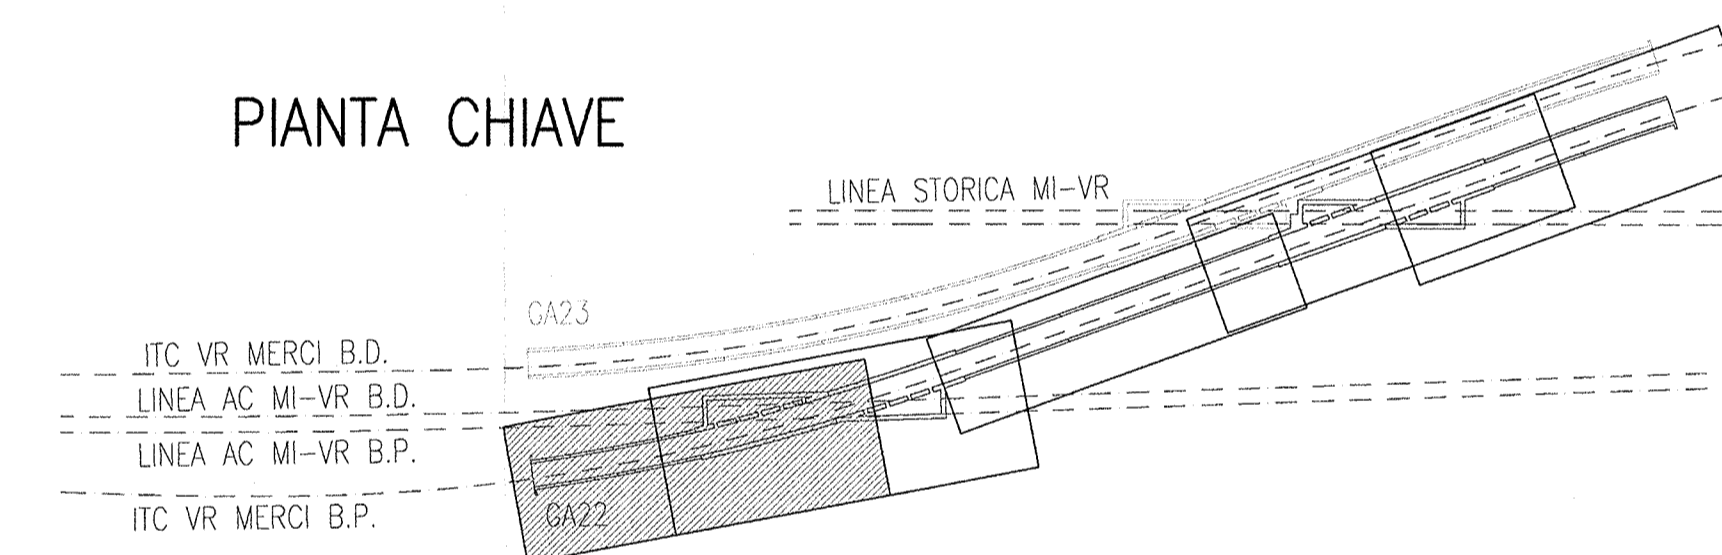 PIANTA CHIAVE
LINEA STORICA MI-VR
GA23
ITC VR MERCI B.D.
LINEA AC MI-VR B.D.
LINEA AC MI-VR B.P.
ITC VR MERCI B.P.
GA22